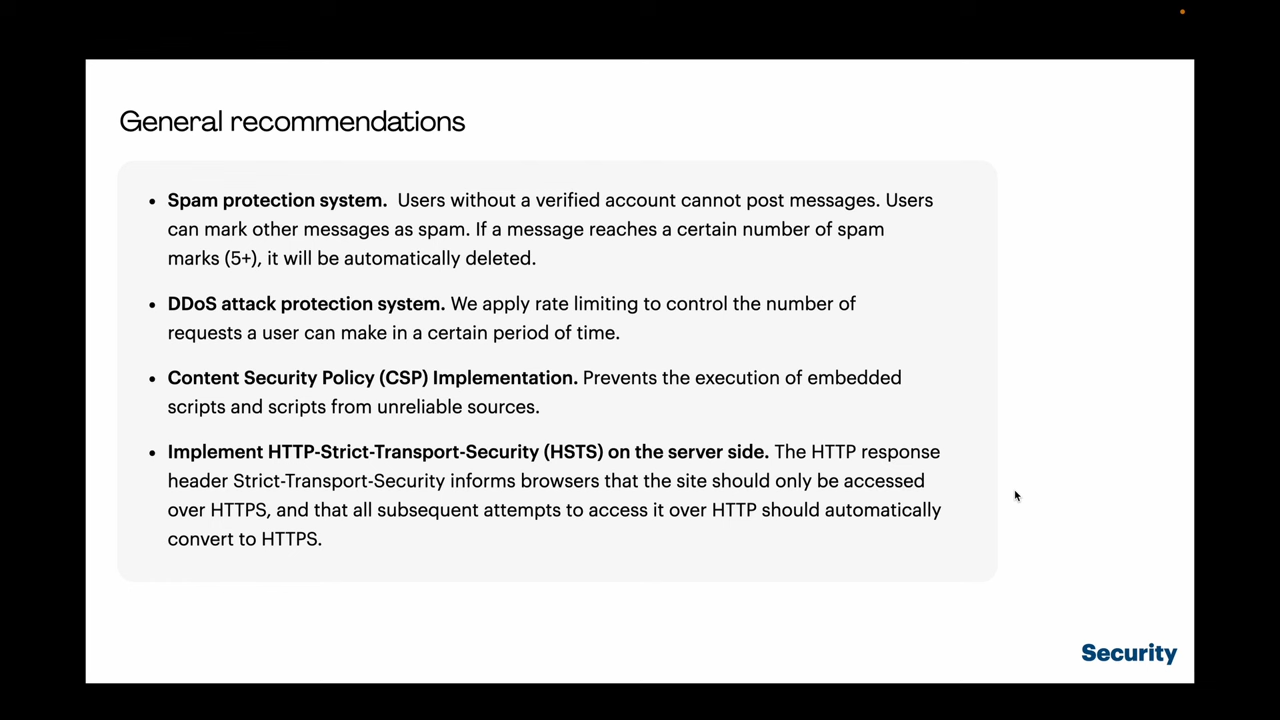 General recommendations
• Spam protection system. Users without a verified account cannot post messages. Users
can mark other messages as spam. If a message reaches a certain number of spam
marks (5+), it will be automatically deleted.
• DDoS attack protection system. We apply rate limiting to control the number of
requests a user can make in a certain period of time.
• Content Security Policy (CSP) Implementation. Prevents the execution of embedded
scripts and scripts from unreliable sources.
• Implement HTTP-Strict-Transport-Security (HSTS) on the server side. The HTTP response
header Strict-Transport-Security informs browsers that the site should only be accessed
over HTTPS, and that all subsequent attempts to access it over HTTP should automatically
convert to HTTPS.
Security